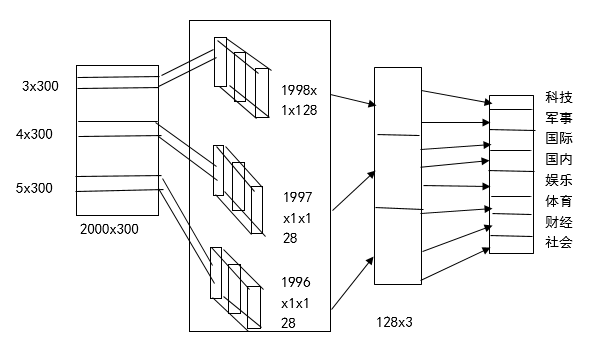 3x300
4x300
5x300
2000x300
1998x
1x128
1997
x1x1
28
1996
x1x1
28
128x3
科技
军事
国际
国内
娱乐
体育
财经
社会